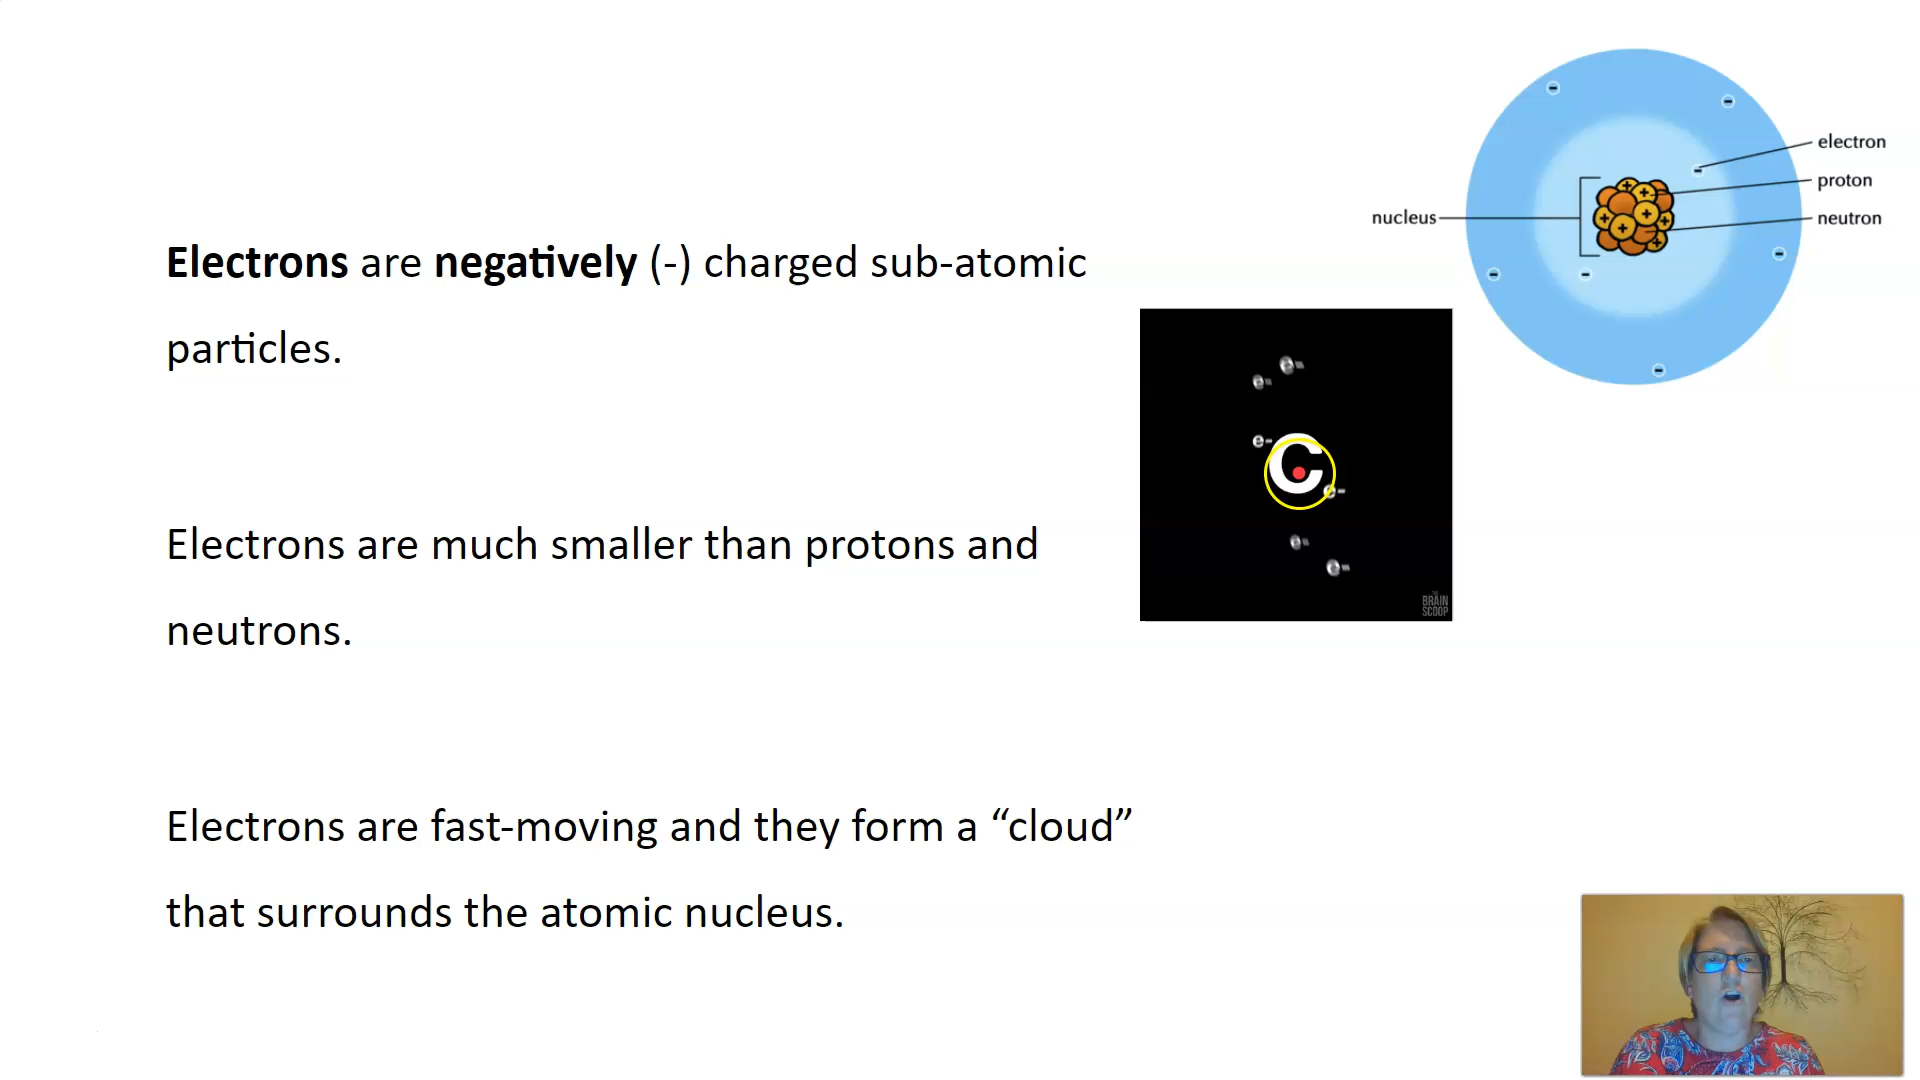 Electrons are negatively (-) charged sub-atomic
particles.
Electrons are much smaller than protons and
neutrons.
Electrons are fast-moving and they form a “cloud”
that surrounds the atomic nucleus.
electron
proton
neutron
nucleus
e-
C
e-
THE
BRAIN
SCOOP